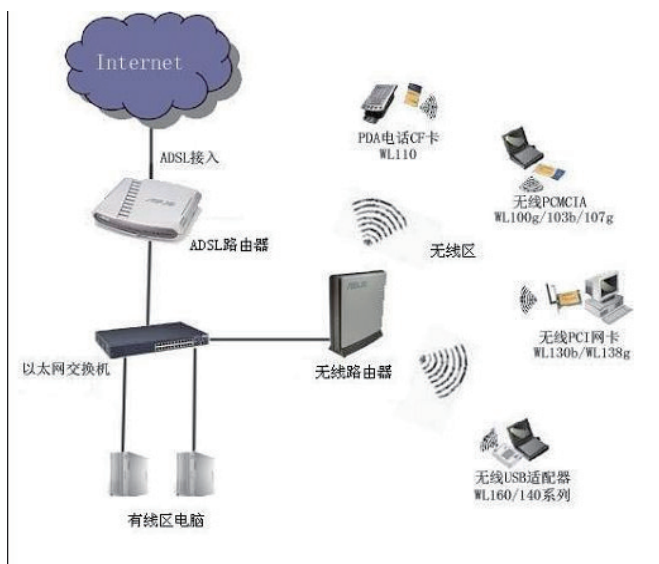 Internet
ADSL接入
ADSL路由器
以太网交换机
有线区电脑
无线路由器
无线区
PDA电话CF卡
WL110
无线PCMCIA
WL100g/103b/107g
无线PCI网卡
WL130b/WL138g
无线USB适配器
WL160/140系列